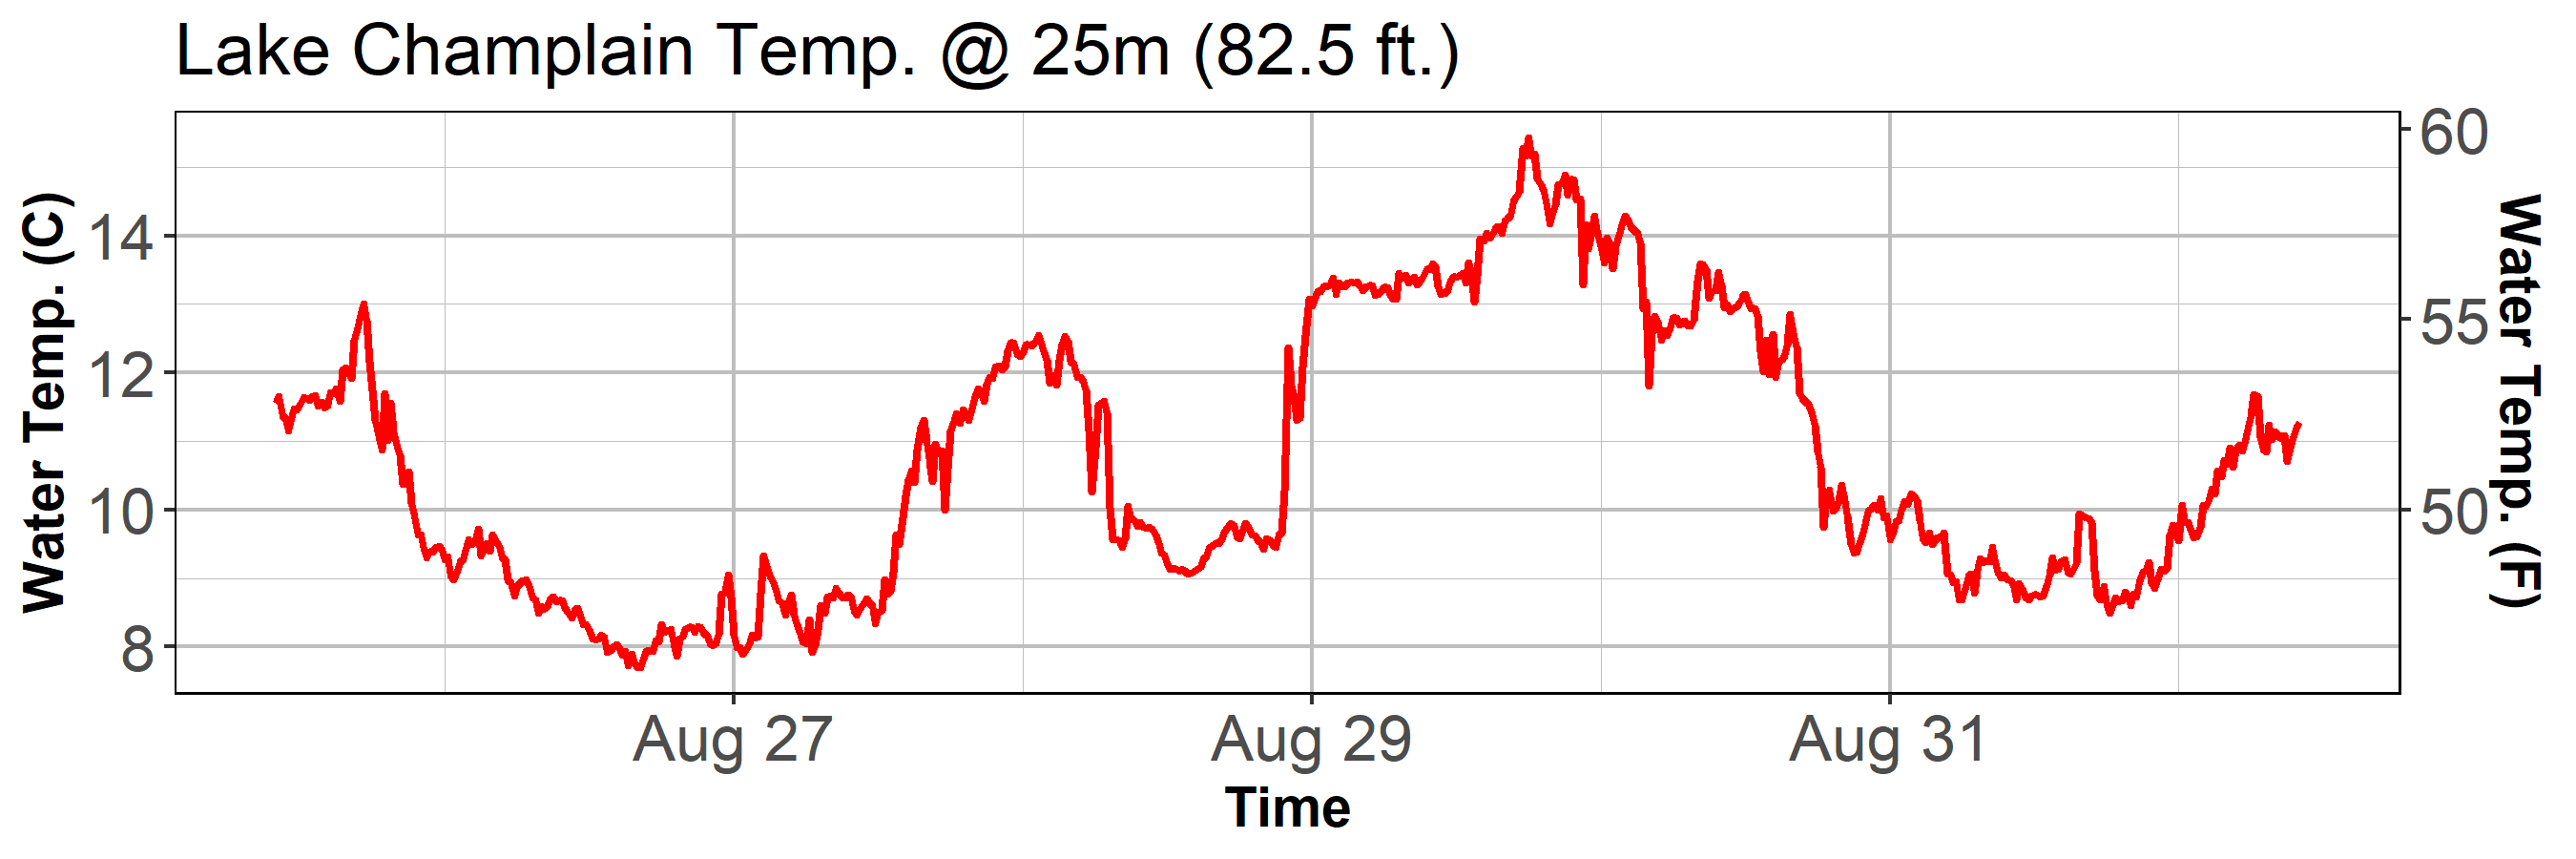 Lake Champlain Temp. @ 25m (82.5 ft.)
Water Temp. (C)
14
12
10
8
60
55
50
Water Temp. (F)
Aug 27
Aug 29
Aug 31
Time